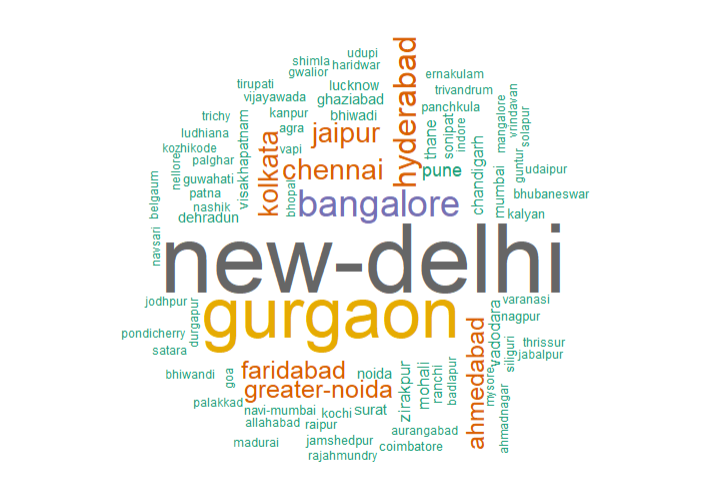 udupi
shimla
haridwar
gwalior
hyderabad
ernakulam
tirupati
lucknow
trivandrum
vijayawada
ghaziabad
panchkula
mangalore
vrindavan
trichy
kanpur
bhiwadi
thane
sonipat
indore
solapur
ludhiana
visakhapatnam
agra
jaipur
kozhikode
kolkata
vapi
guntur
palghar
chennai
pune
chandigarh
mumbai
udaipur
nellore
guwahati
bhopal
bhubaneswar
patna
belgaum
nashik
bangalore
kalyan
dehradun
navsari
new-delhi
jodhpur
durgapur
gurgaon
vadodara
varanasi
nagpur
pondicherry
ahmedabad
siliguri
thrissur
satara
jabalpur
bhiwandi
goa
faridabad
noida
zirakpur
mohali
ranchi
badlapur
mysore
greater-noida
palakkad
navi-mumbai
kochi
surat
ahmadnagar
allahabad
raipur
aurangabad
madurai
jamshedpur
coimbatore
rajahmundry